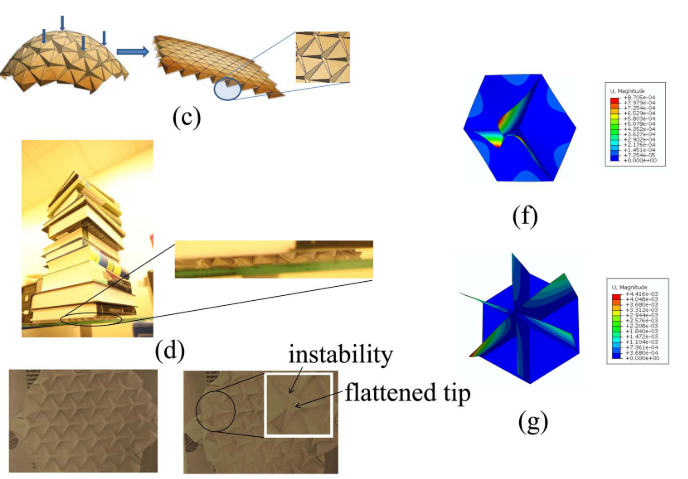 (c)
(d)
instability
flattened tip
U, Magnitude
+8.705e-04
+7.979e-04
+7.254e-04
+6.529e-04
+5.803e-04
+5.078e-04
+4.352e-04
+3.627e-04
+2.902e-04
+2.176e-04
+1.451e-04
+7.254e-05
+0.000e+00
(f)
U, Magnitude
+4.416e-03
+4.048e-03
+3.680e-03
+3.312e-03
+2.944e-03
+2.576e-03
+2.208e-03
+1.840e-03
+1.472e-03
+1.104e-03
+7.361e-04
+3.680e-04
+0.000e+00
(g)